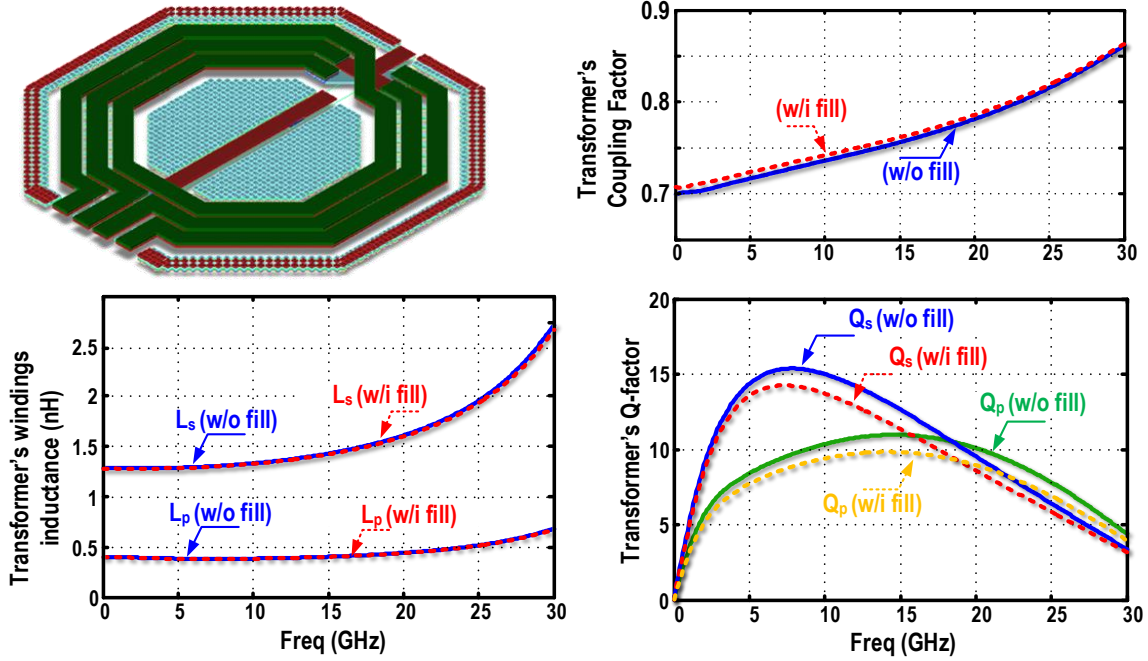 0.9
0.8
0.7
0 5 10 15 20 25 30
Transformer's
Coupling Factor
(w/i fill)
(w/o fill)
Freq (GHz)
2.5
2
1.5
1
0.5
0
0 5 10 15 20 25 30
Transformer's windings
inductance (nH)
Ls (w/o fill)
Ls (w/i fill)
Lp (w/o fill)
Lp (w/i fill)
Freq (GHz)
20
15
10
5
0
0 5 10 15 20 25 30
Transformer's Q-factor
Qs (w/o fill)
Qs (w/i fill)
Qp (w/o fill)
Qp (w/i fill)
Freq (GHz)